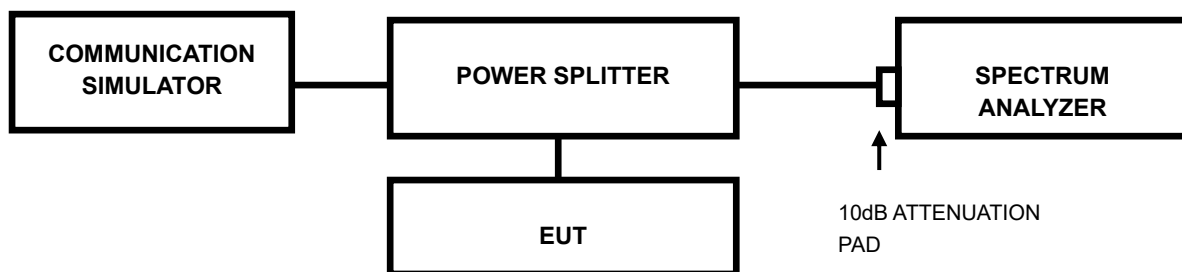 COMMUNICATION
SIMULATOR
POWER SPLITTER
SPECTRUM
ANALYZER
EUT
10dB ATTENUATION
PAD